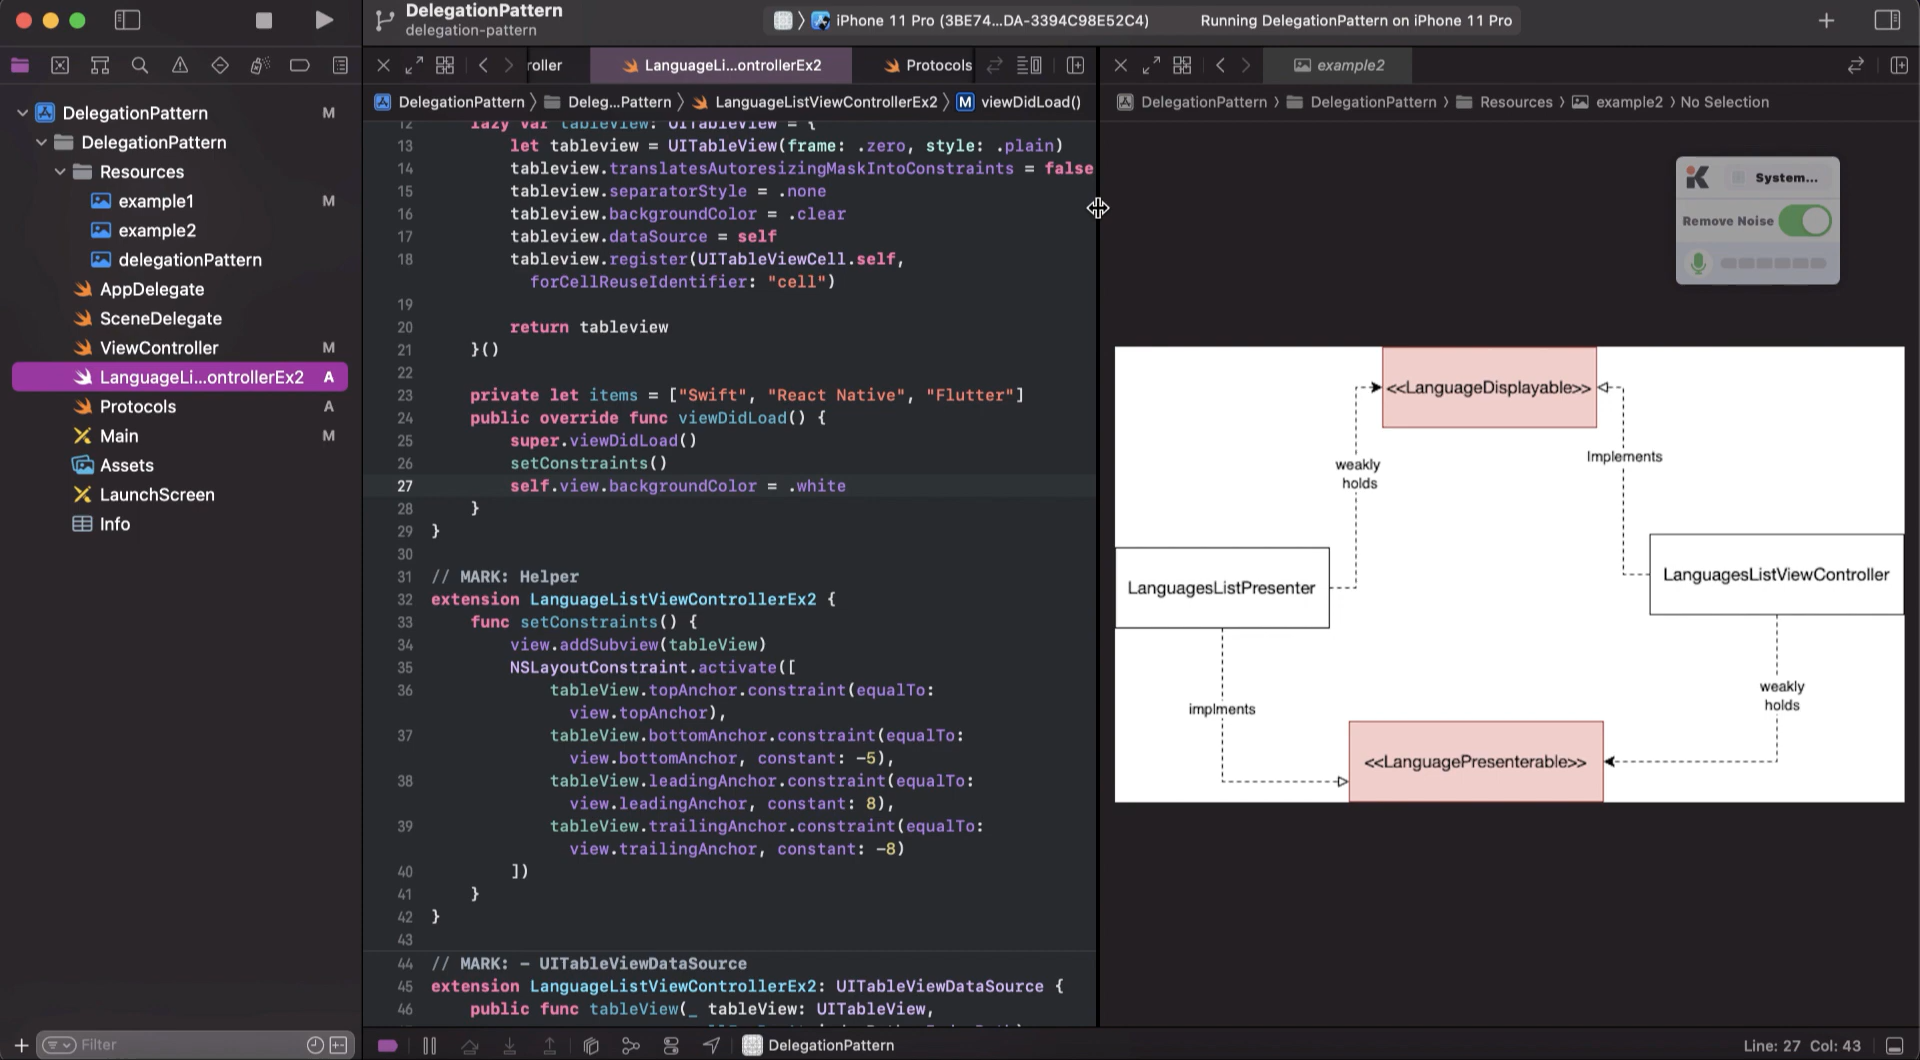 DelegationPattern
delegation-pattern
iPhone 11 Pro (3BE74...DA-3394C98E52C4)
Running DelegationPattern on iPhone 11 Pro
roller
LanguageLi...ontrollerEx2
Protocols
example2
DelegationPattern
Deleg...Pattern
LanguageListViewControllerEx2
M viewDidLoad()
DelegationPattern
DelegationPattern
Resources
example2
No Selection
DelegationPattern M
DelegationPattern
Resources
example1 M
example2
delegationPattern
AppDelegate
SceneDelegate
ViewController M
LanguageLi...ontrollerEx2 A
Protocols A
Main M
Assets
LaunchScreen
Info
Filter
12 lazy var tableView: UITableView = {
13 let tableview = UITableView(frame: .zero, style: .plain)
14 tableview.translatesAutoresizingMaskIntoConstraints = false
15 tableview.separatorStyle = .none
16 tableview.backgroundColor = .clear
17 tableview.dataSource = self
18 tableview.register(UITableViewCell.self,
forCellReuseIdentifier: "cell")
19
20 return tableview
21 }()
22
23 private let items = ["Swift", "React Native", "Flutter"]
24 public override func viewDidLoad() {
25 super.viewDidLoad()
26 setConstraints()
27 self.view.backgroundColor = .white
28 }
29 }
30
31 // MARK: Helper
32 extension LanguageListViewControllerEx2 {
33 func setConstraints() {
34 view.addSubview(tableView)
35 NSLayoutConstraint.activate([
36 tableView.topAnchor.constraint(equalTo:
view.topAnchor),
37 tableView.bottomAnchor.constraint(equalTo:
view.bottomAnchor, constant: -5),
38 tableView.leadingAnchor.constraint(equalTo:
view.leadingAnchor, constant: 8),
39 tableView.trailingAnchor.constraint(equalTo:
view.trailingAnchor, constant: -8)
40 ])
41 }
42 }
43
44 // MARK: - UITableViewDataSource
45 extension LanguageListViewControllerEx2: UITableViewDataSource {
46 public func tableView(_ tableView: UITableView,
System...
Remove Noise
<<LanguageDisplayable>>
weakly
holds
Implements
LanguagesListPresenter
LanguagesListViewController
implments
weakly
holds
<<LanguagePresenterable>>
DelegationPattern
Line: 27 Col: 43